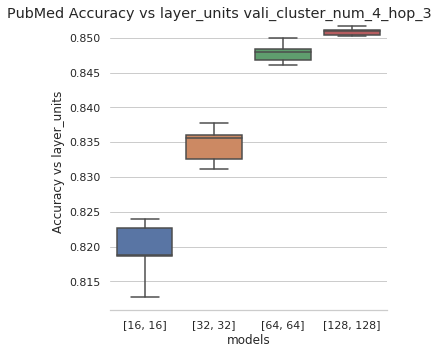 PubMed Accuracy vs layer_units vali_cluster_num_4_hop_3
Accuracy vs layer_units
0.850
0.845
0.840
0.835
0.830
0.825
0.820
0.815
[16, 16] [32, 32] [64, 64] [128, 128]
models